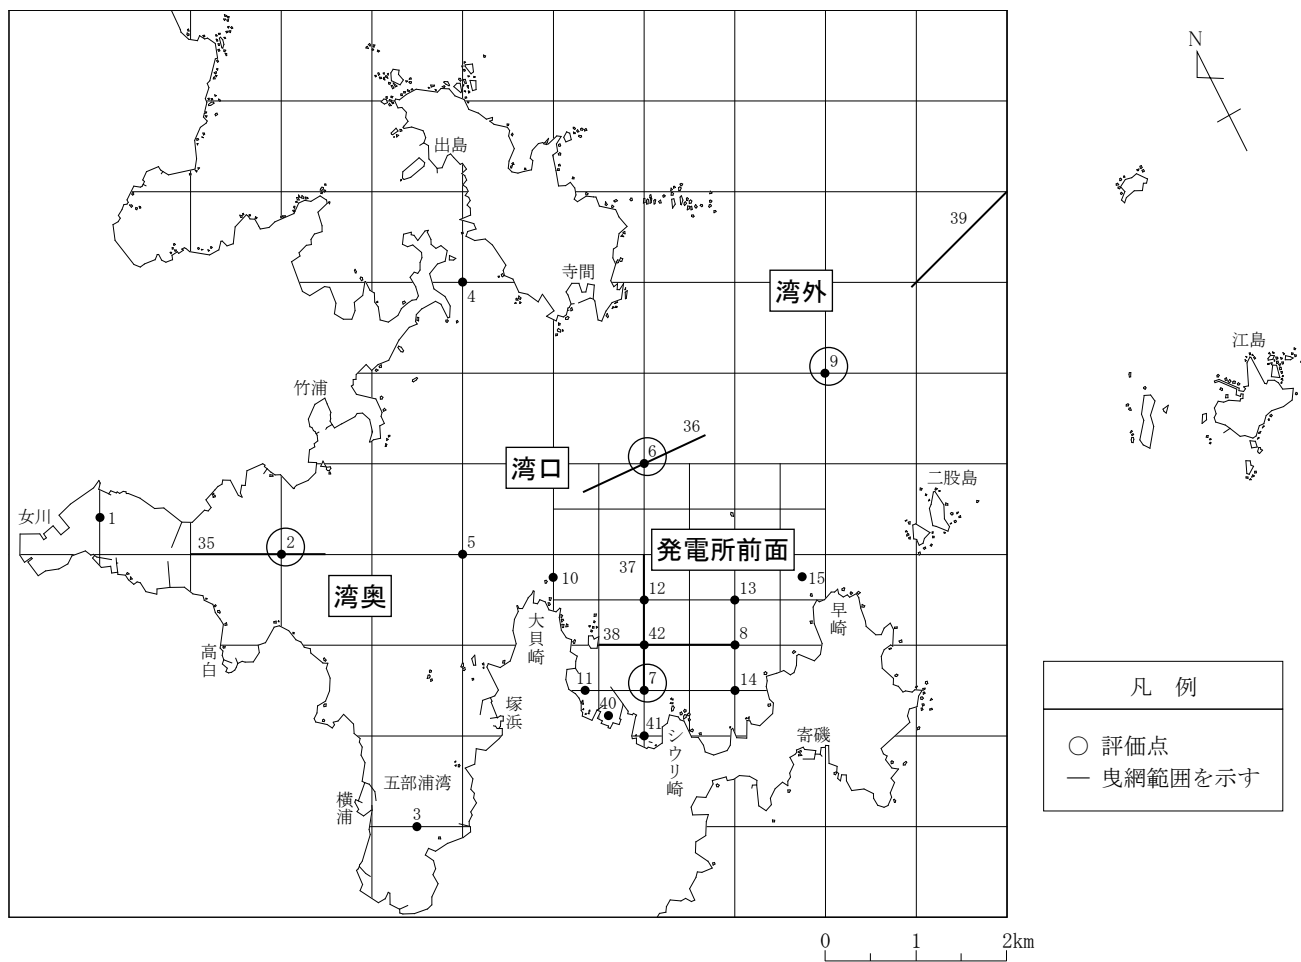 N
出島
39
寺間
湾外
4
9
江島
竹浦
36
6
湾口
二股島
女川
1
35
2
5
発電所前面
37
10
15
湾奥
12
13
大貝崎
早崎
38
42
8
高白
11
7
14
塚浜
40
41
シウリ崎
寄磯
五部浦湾
横浦
3
凡 例
○ 評価点
― 曳網範囲を示す
0 1 2km